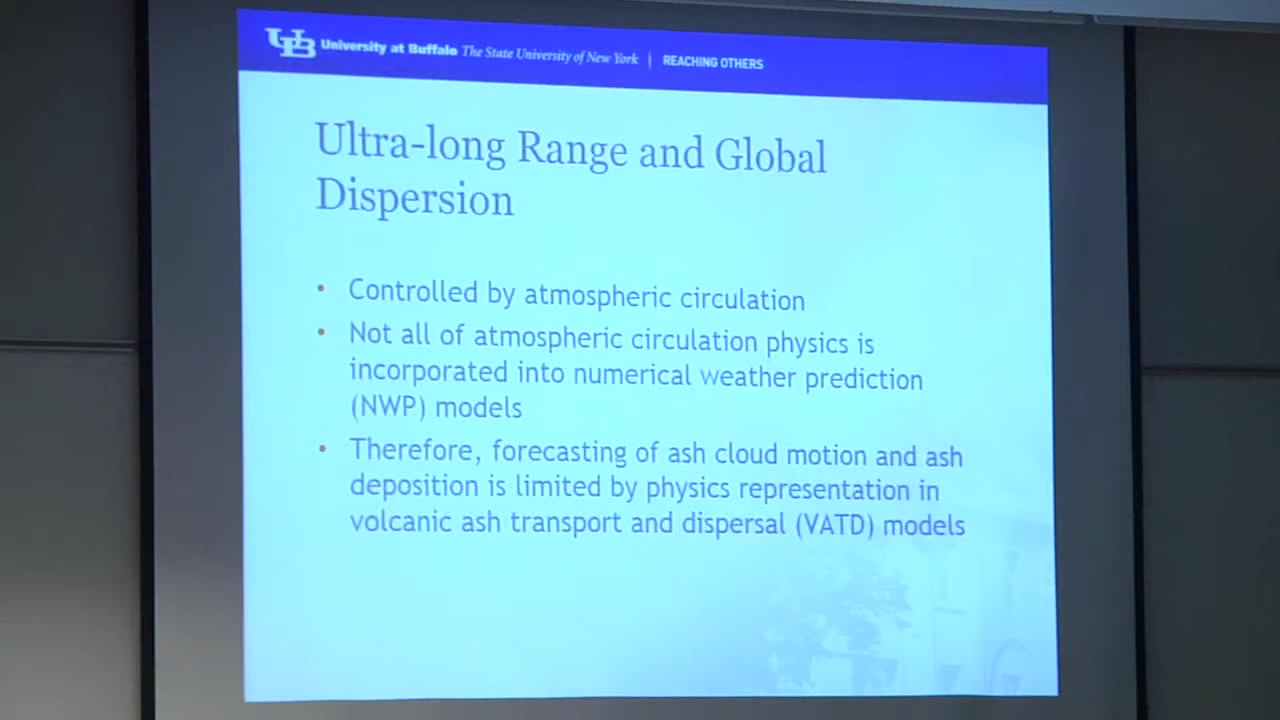 UB University at Buffalo The State University of New York | REACHING OTHERS
Ultra-long Range and Global
Dispersion
• Controlled by atmospheric circulation
• Not all of atmospheric circulation physics is
incorporated into numerical weather prediction
(NWP) models
• Therefore, forecasting of ash cloud motion and ash
deposition is limited by physics representation in
volcanic ash transport and dispersal (VATD) models